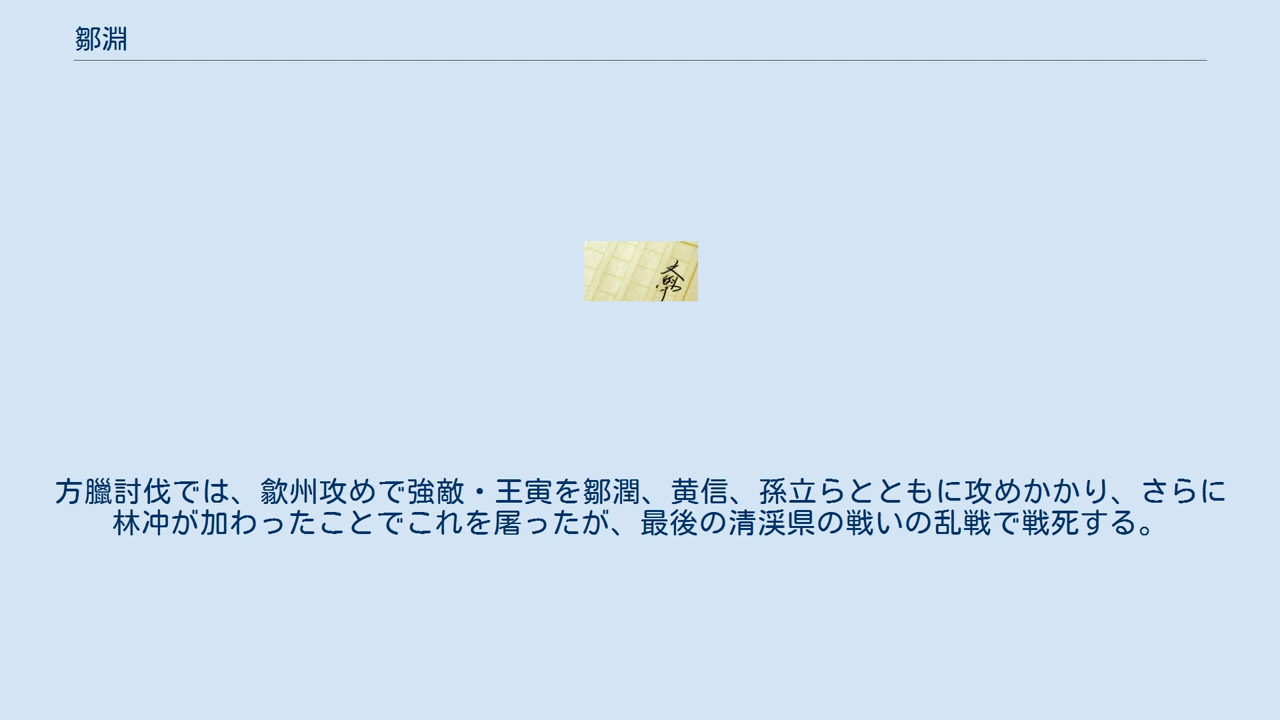 鄒淵
方臘討伐では、歙州攻めで強敵・王寅を鄒潤、黄信、孫立らとともに攻めかかり、さらに
林冲が加わったことでこれを屠ったが、最後の清渓県の戦いの乱戦で戦死する。